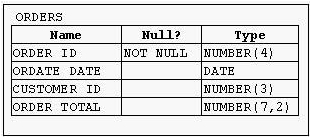 ORDERS
Name Null? Type
ORDER ID NOT NULL NUMBER(4)
ORDATE DATE DATE
CUSTOMER ID NUMBER(3)
ORDER TOTAL NUMBER(7,2)